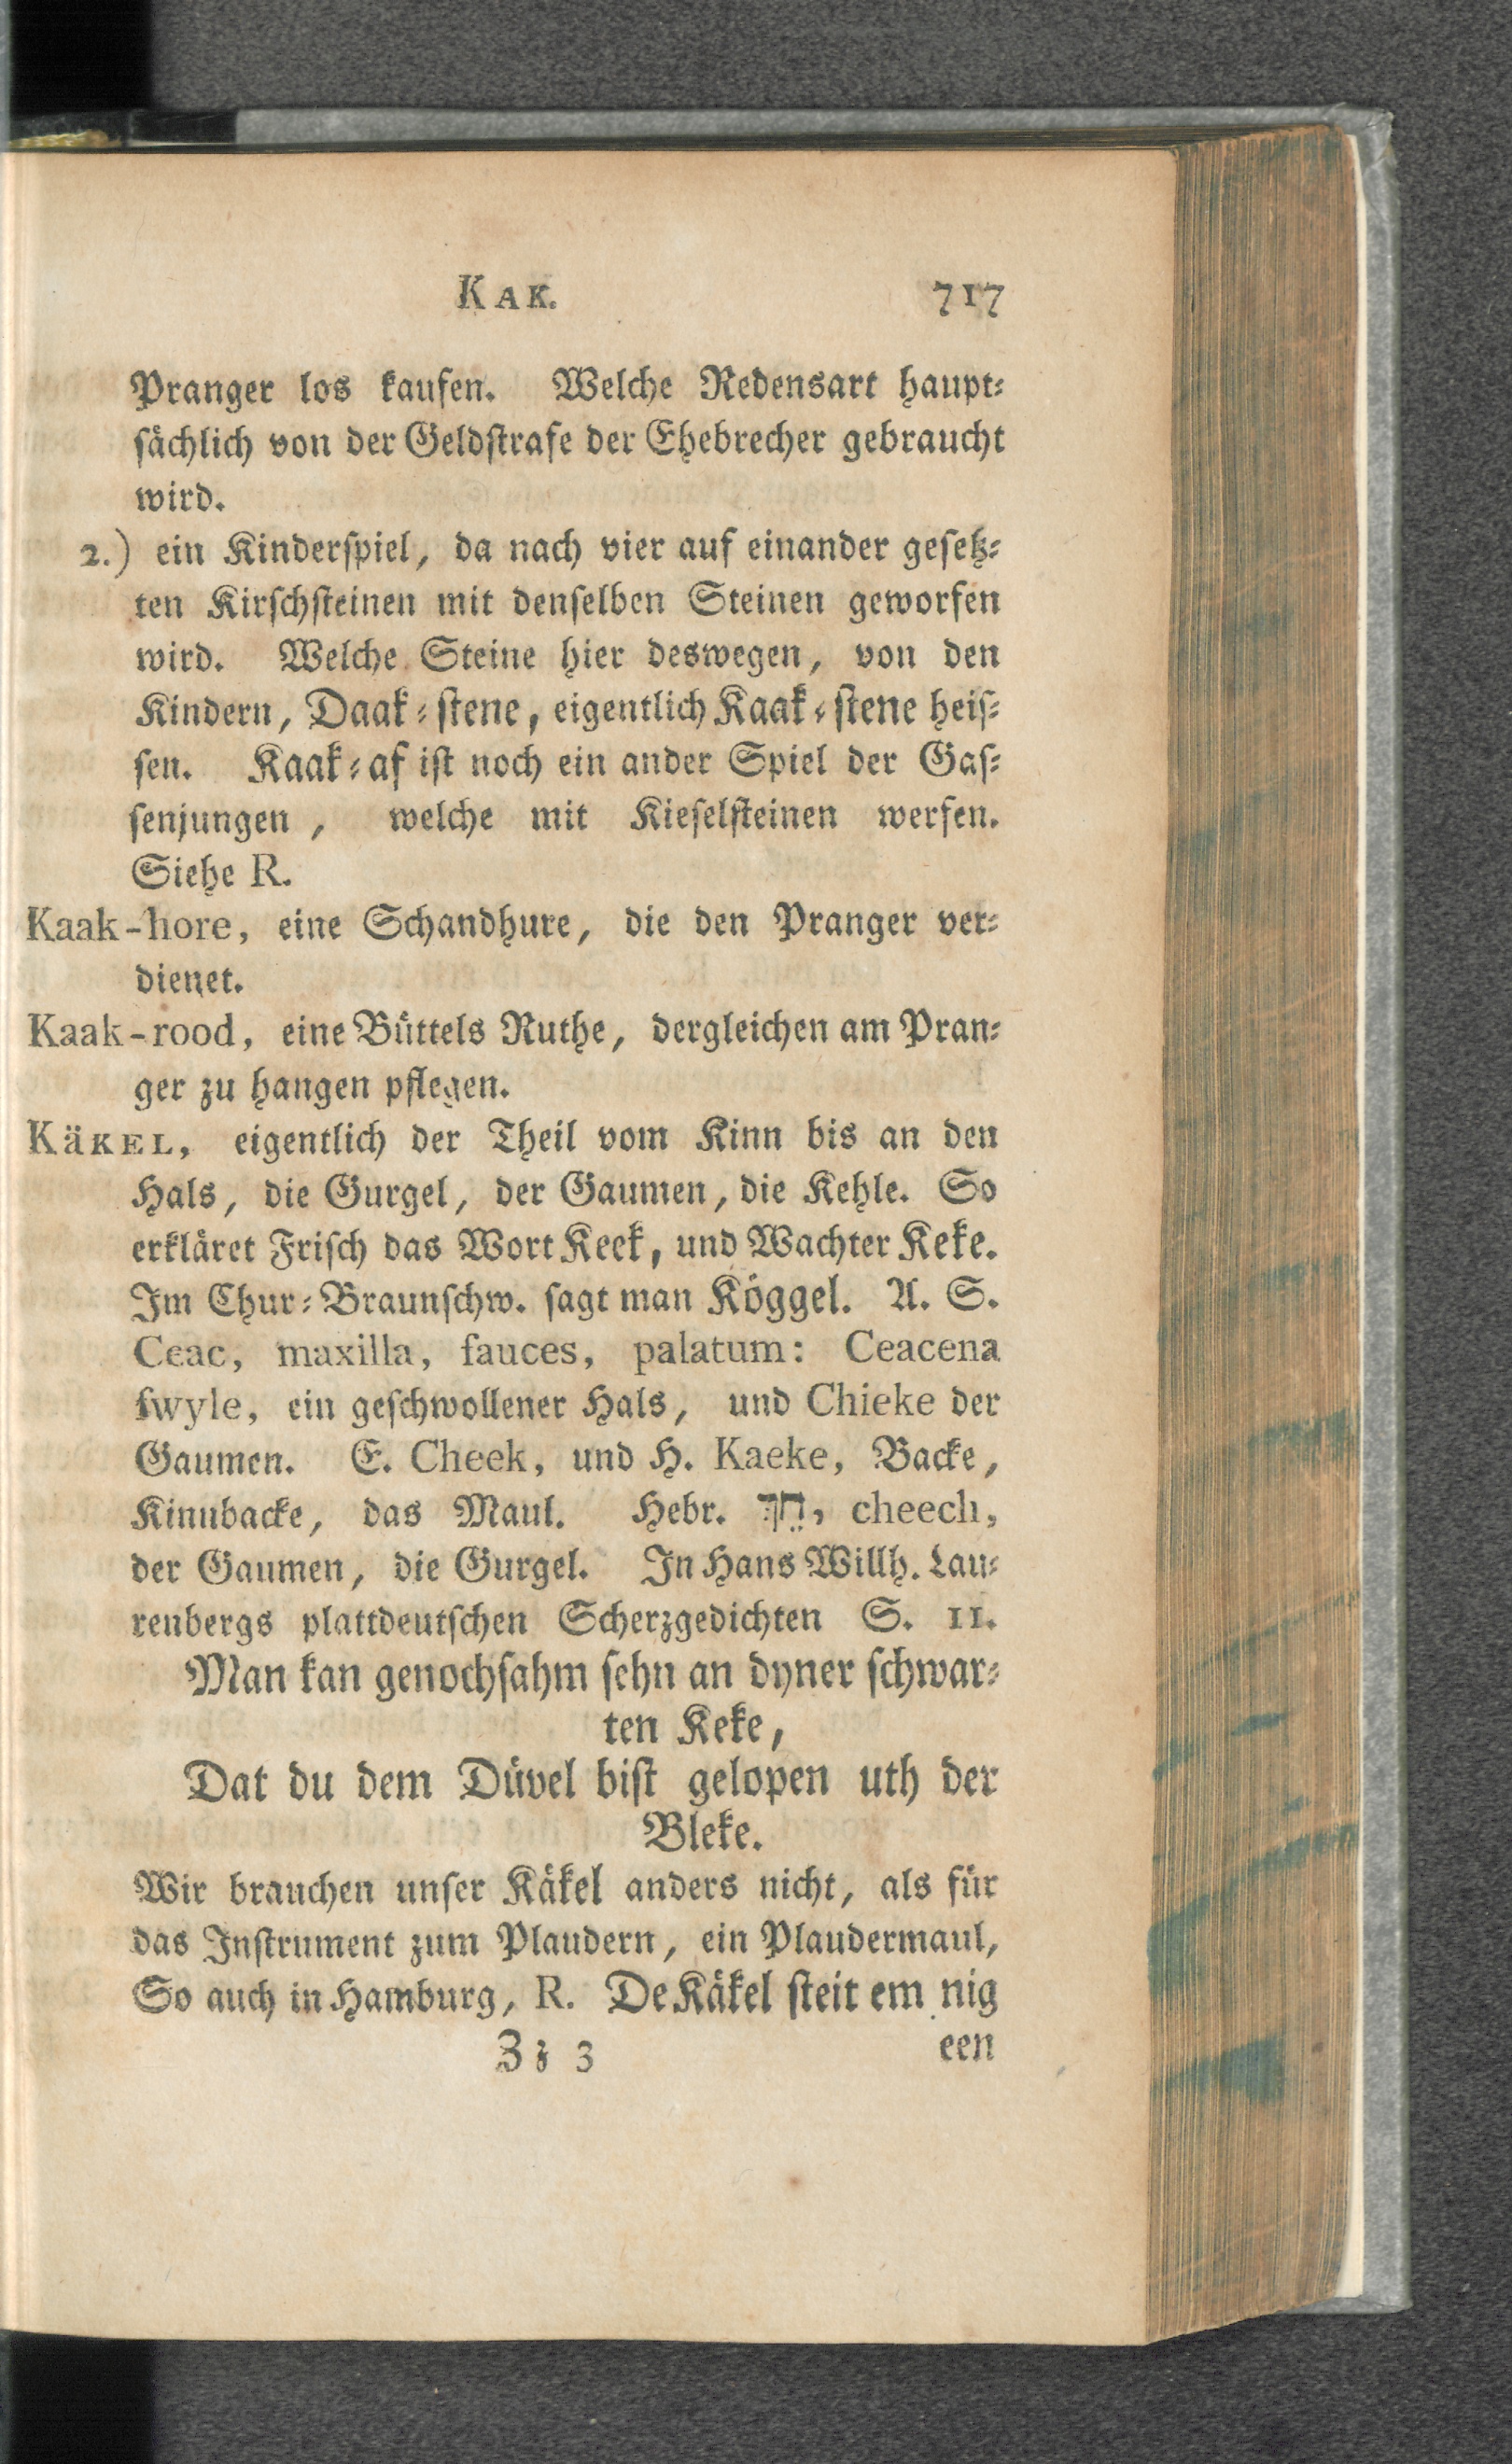 KAK. 717
Pranger los kaufen. Welche Redensart haupt⸗
ſächlich von der Geldſtrafe der Ehebrecher gebraucht
wird.
2.) ein Kinderſpiel, da nach vier auf einander geſetz⸗
ten Kirſchſteinen mit denſelben Steinen geworfen
wird. Welche Steine hier deswegen, von den
Kindern, Daak⸗ſtene, eigentlich Kaak⸗ſtene heiſ⸗
ſen. Kaak⸗af iſt noch ein ander Spiel der Gaſ⸗
ſenjungen, welche mit Kieſelſteinen werfen.
Siehe R.
Kaak-hore, eine Schandhure, die den Pranger ver⸗
dienet.
Kaak-rood, eine Büttels Ruthe, dergleichen am Pran⸗
ger zu hangen pflegen.
KäKEL, eigentlich der Theil vom Kinn bis an den
Hals, die Gurgel, der Gaumen, die Kehle. So
erkläret Friſch das Wort Keek, und Wachter Keke.
Im Chur⸗Braunſchw. ſagt man Köggel. A. S.
Ceac, maxilla, fauces, palatum: Ceacena
ſwyle, ein geſchwollener Hals, und Chieke der
Gaumen. E. Cheek, und H. Kaeke, Backe,
Kinnbacke, das Maul. Hebr. חֵךְ, cheech,
der Gaumen, die Gurgel. In Hans Willh. Lau⸗
renbergs plattdeutſchen Scherzgedichten S. 11.
Man kan genochſahm ſehn an dyner ſchwar⸗
ten Keke,
Dat du dem Düvel biſt gelopen uth der
Bleke.
Wir brauchen unſer Käkel anders nicht, als für
das Inſtrument zum Plaudern, ein Plaudermaul,
So auch in Hamburg, R. De Käkel ſteit em nig
Zz 3 een